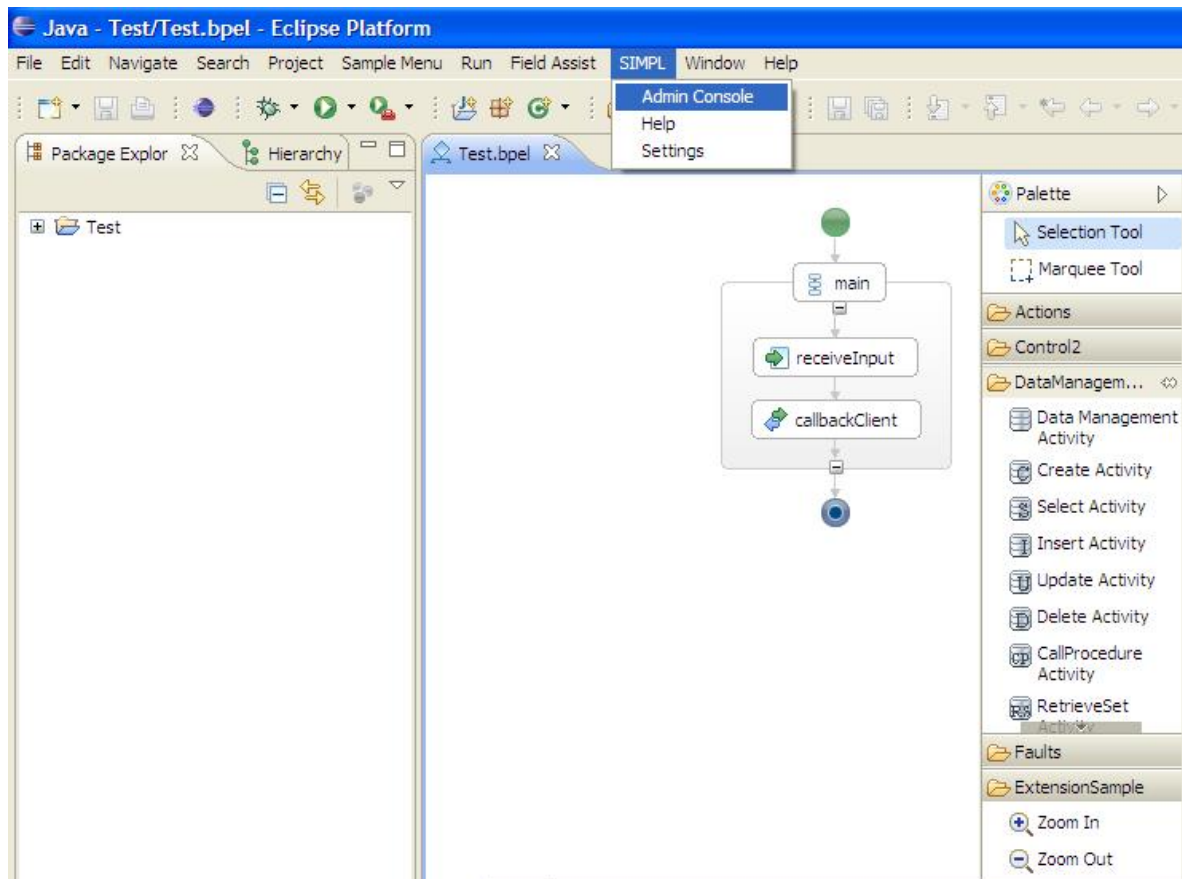 Java - Test/Test.bpel - Eclipse Platform
File Edit Navigate Search Project Sample Menu Run Field Assist SIMPL Window Help
Admin Console
Help
Settings
Package Explor
Hierarchy
Test.bpel
Test
main
receiveInput
callbackClient
Palette
Selection Tool
Marquee Tool
Actions
Control2
DataManagem...
Data Management
Activity
Create Activity
Select Activity
Insert Activity
Update Activity
Delete Activity
CallProcedure
Activity
RetrieveSet
Activity
Faults
ExtensionSample
Zoom In
Zoom Out